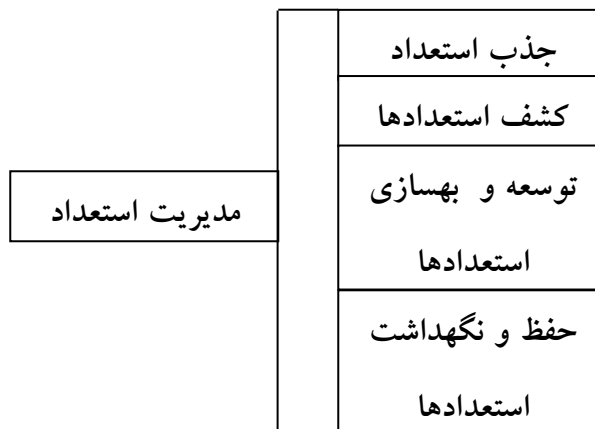 جذب استعداد
کشف استعدادها
توسعه و بهسازی
استعدادها
مدیریت استعداد
حفظ و نگهداشت
استعدادها